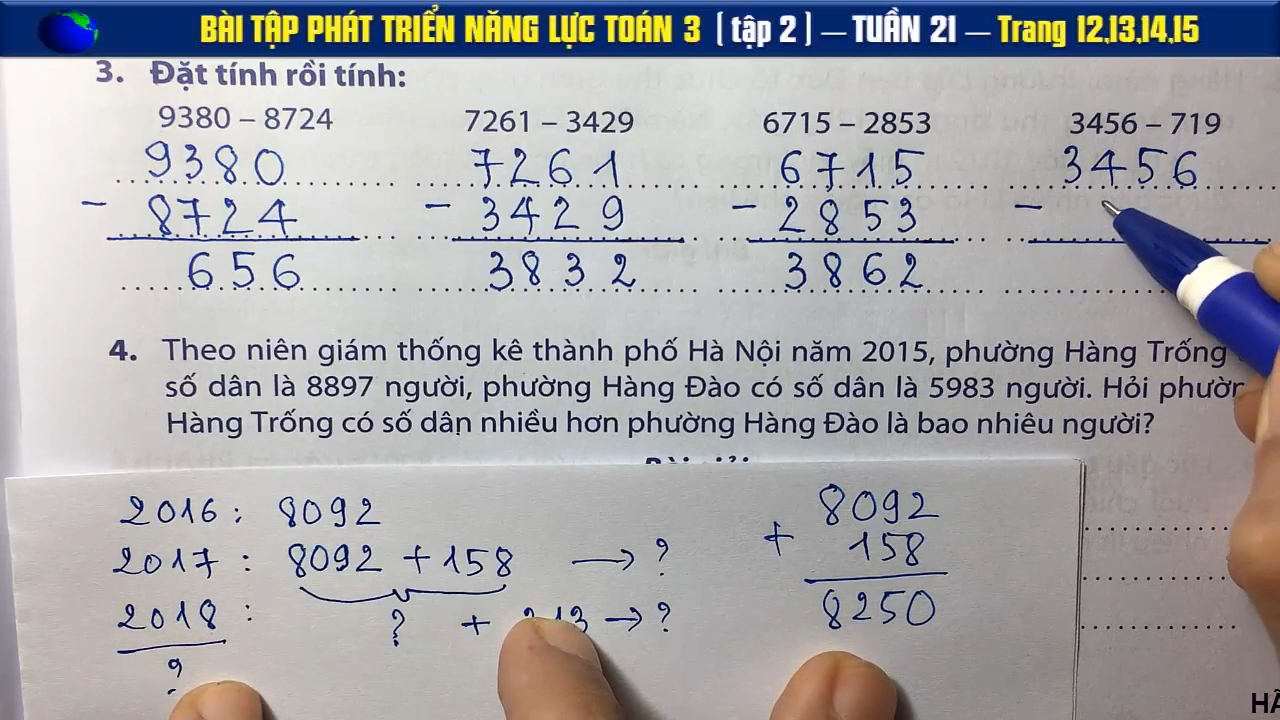 BÀI TẬP PHÁT TRIỂN NĂNG LỰC TOÁN 3 ( tập 2 ) — TUẦN 21 — Trang 12,13,14,15
3. Đặt tính rồi tính:
9380 – 8724 7261 – 3429 6715 – 2853 3456 – 719
9380 7261 6715 3456
- 8724 - 3429 - 2853 -
656 3832 3862
4. Theo niên giám thống kê thành phố Hà Nội năm 2015, phường Hàng Trống
số dân là 8897 người, phường Hàng Đào có số dân là 5983 người. Hỏi
Hàng Trống có số dân nhiều hơn phường Hàng Đào là bao nhiêu người?
2016 : 8092
2017 : 8092 + 158 → ?
2018 : ? + → ?
?
8092
+ 158
8250